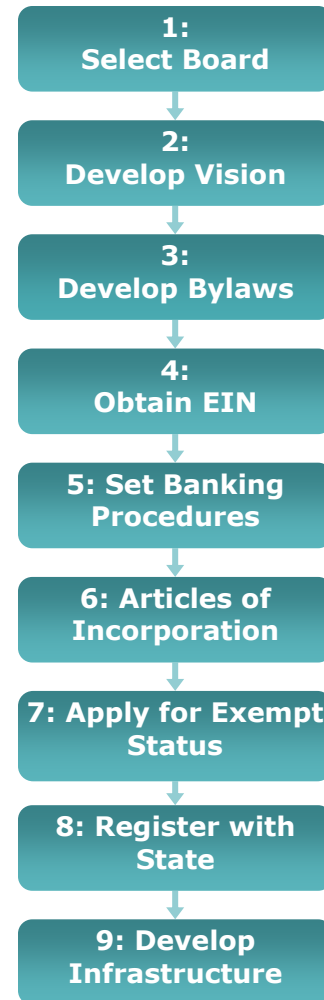 1:
Select Board
2:
Develop Vision
3:
Develop Bylaws
4:
Obtain EIN
5: Set Banking
Procedures
6: Articles of
Incorporation
7: Apply for Exempt
Status
8: Register with
State
9: Develop
Infrastructure